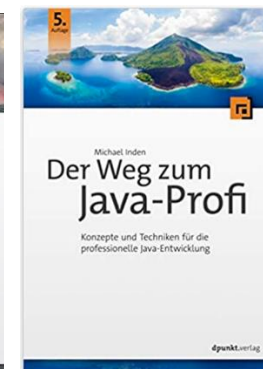 5.
Auflage
Michael Inden
Der Weg zum
Java-Profi
Konzepte und Techniken für die
professionelle Java-Entwicklung
dpunkt.verlag